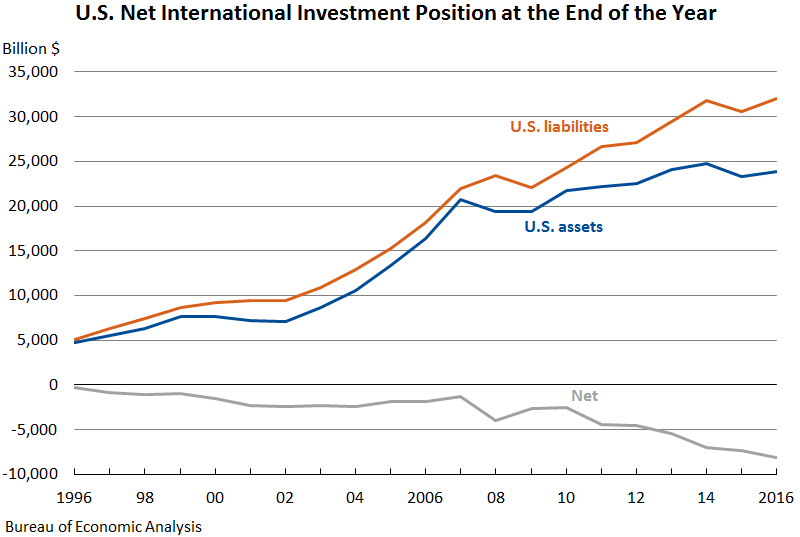 U.S. Net International Investment Position at the End of the Year
Billion $
35,000
30,000
U.S. liabilities
25,000
U.S. assets
20,000
15,000
10,000
5,000
0
Net
-5,000
-10,000
1996 98 00 02 04 2006 08 10 12 14 2016
Bureau of Economic Analysis